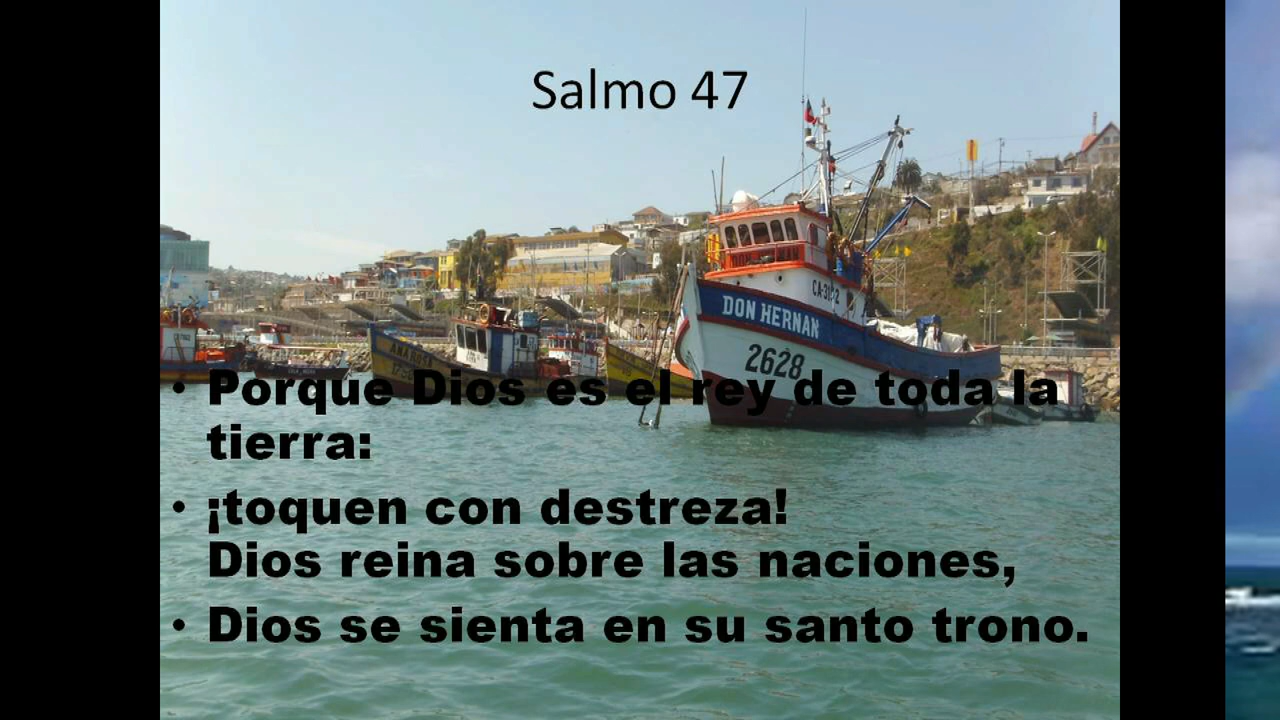 Salmo 47
DON HERNAN
2628
• Porque Dios es el rey de toda la
tierra:
• ¡toquen con destreza!
Dios reina sobre las naciones,
• Dios se sienta en su santo trono.